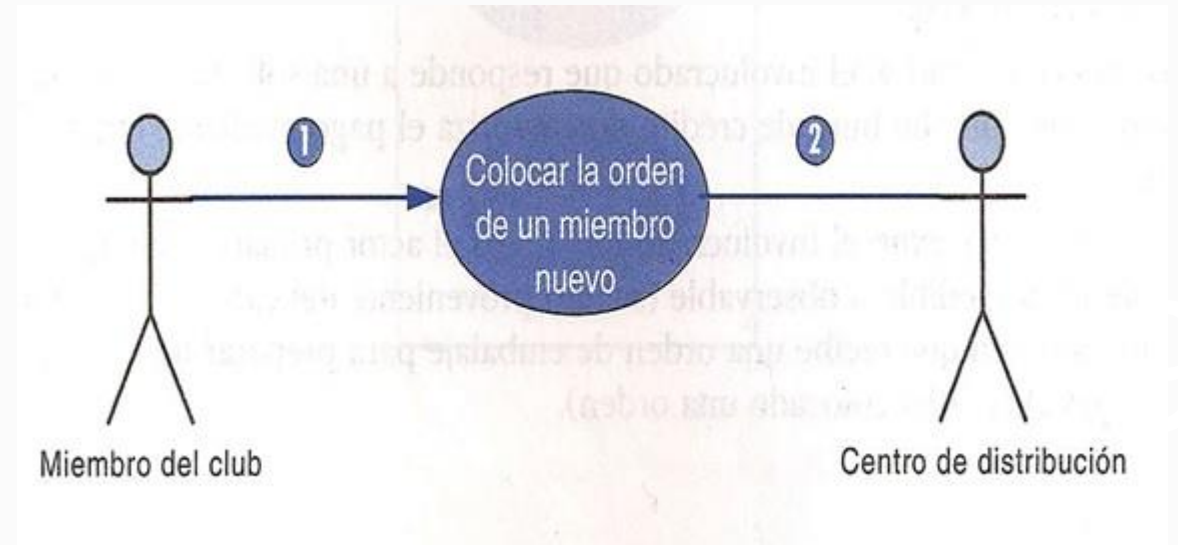 1
2
Colocar la orden
de un miembro
nuevo
Miembro del club
Centro de distribución